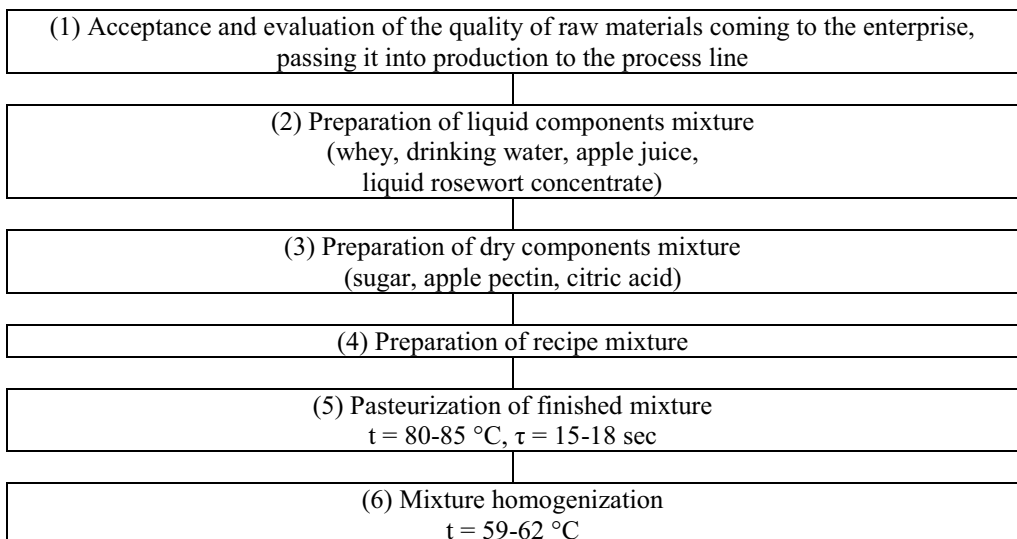 (1) Acceptance and evaluation of the quality of raw materials coming to the enterprise,
passing it into production to the process line
(2) Preparation of liquid components mixture
(whey, drinking water, apple juice,
liquid rosewort concentrate)
(3) Preparation of dry components mixture
(sugar, apple pectin, citric acid)
(4) Preparation of recipe mixture
(5) Pasteurization of finished mixture
t = 80-85 °C, τ = 15-18 sec
(6) Mixture homogenization
t = 59-62 °C